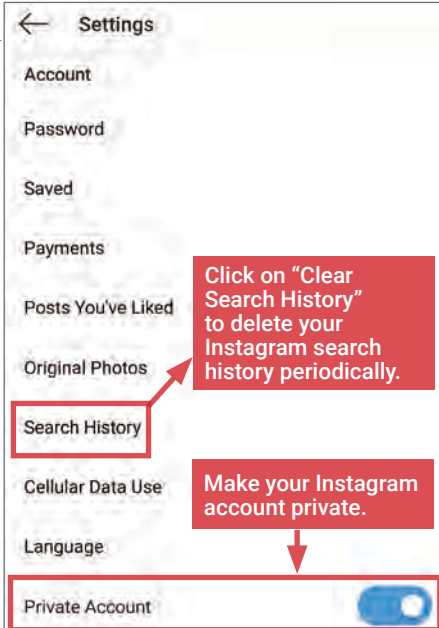 Settings
Account
Password
Saved
Payments
Click on “Clear
Search History”
to delete your
Instagram search
history periodically.
Posts You've Liked
Original Photos
Search History
Cellular Data Use
Make your Instagram
account private.
Language
Private Account